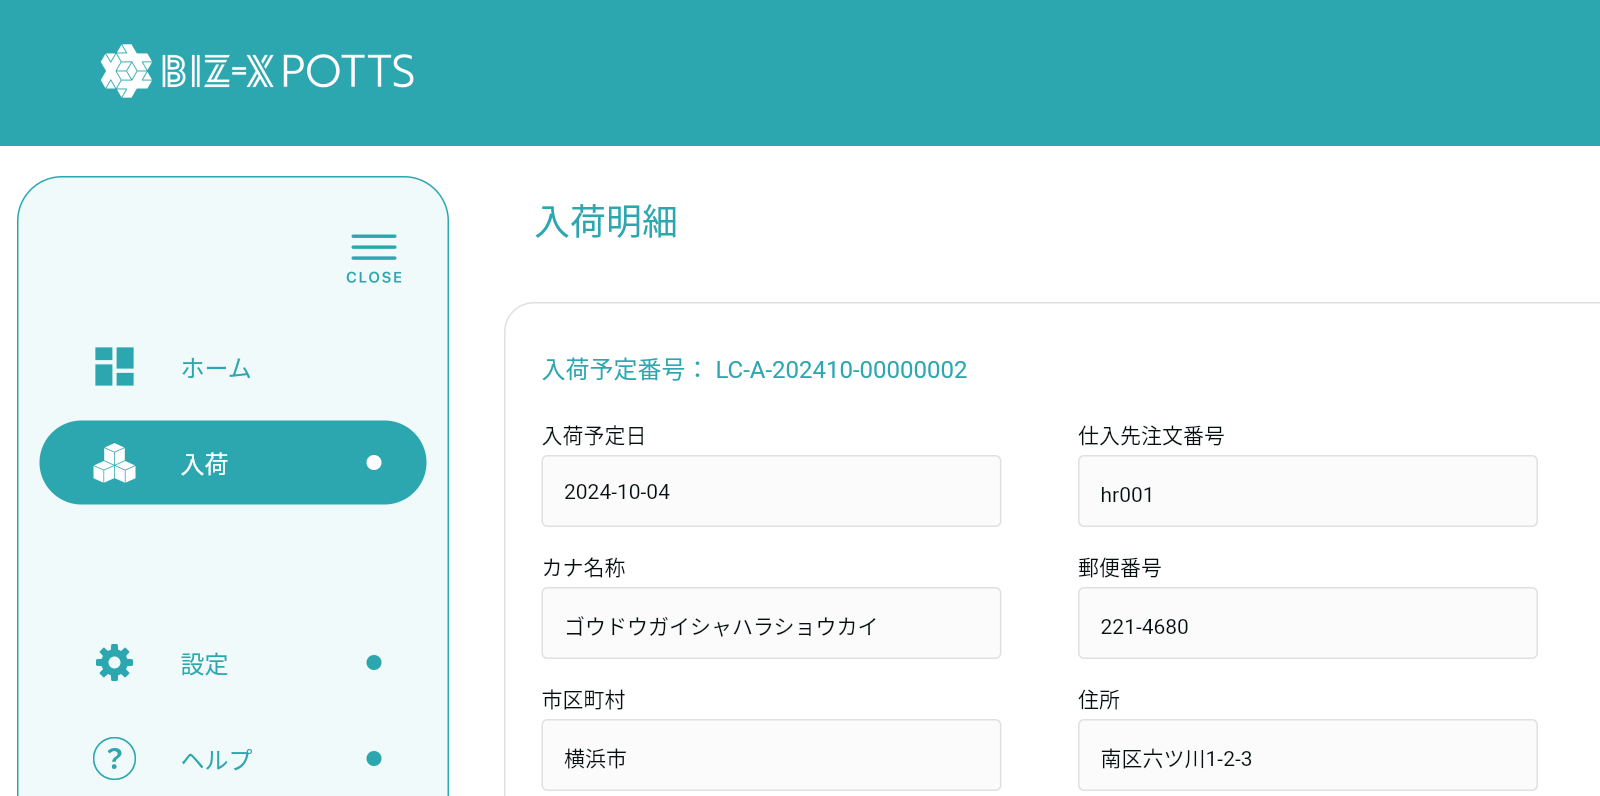 BIZ=X POTTS
CLOSE
ホーム
入荷
設定
ヘルプ
入荷明細
入荷予定番号： LC-A-202410-00000002
入荷予定日
仕入先注文番号
2024-10-04
hr001
カナ名称
郵便番号
ゴウドウガイシャハラショウカイ
221-4680
市区町村
住所
横浜市
南区六ツ川1-2-3